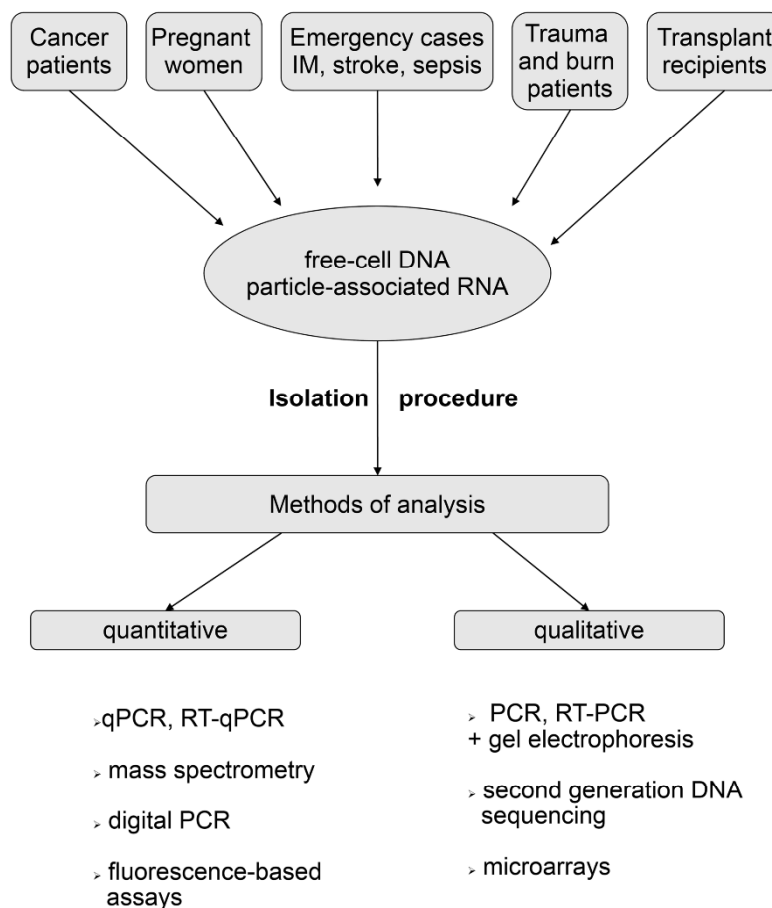 Cancer
patients
Pregnant
women
Emergency cases
IM, stroke, sepsis
Trauma
and burn
patients
Transplant
recipients
free-cell DNA
particle-associated RNA
Isolation procedure
Methods of analysis
quantitative
qualitative
➢qPCR, RT-qPCR
➢ mass spectrometry
➢ digital PCR
➢ fluorescence-based
assays
➢ PCR, RT-PCR
+ gel electrophoresis
➢ second generation DNA
sequencing
➢ microarrays